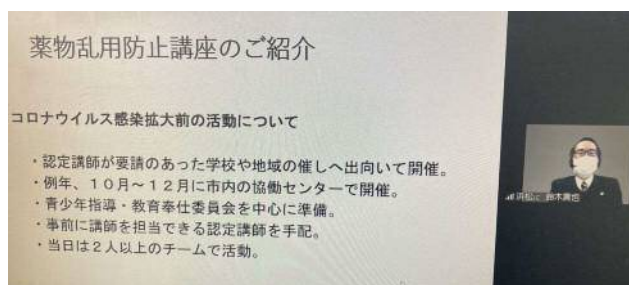 薬物乱用防止講座のご紹介
コロナウイルス感染拡大前の活動について
・認定講師が要請のあった学校や地域の催しへ出向いて開催。
・例年、１０月～１２月に市内の協働センターで開催。
・青少年指導・教育奉仕委員会を中心に準備。
・事前に講師を担当できる認定講師を手配。
・当日は２人以上のチームで活動。
鈴木